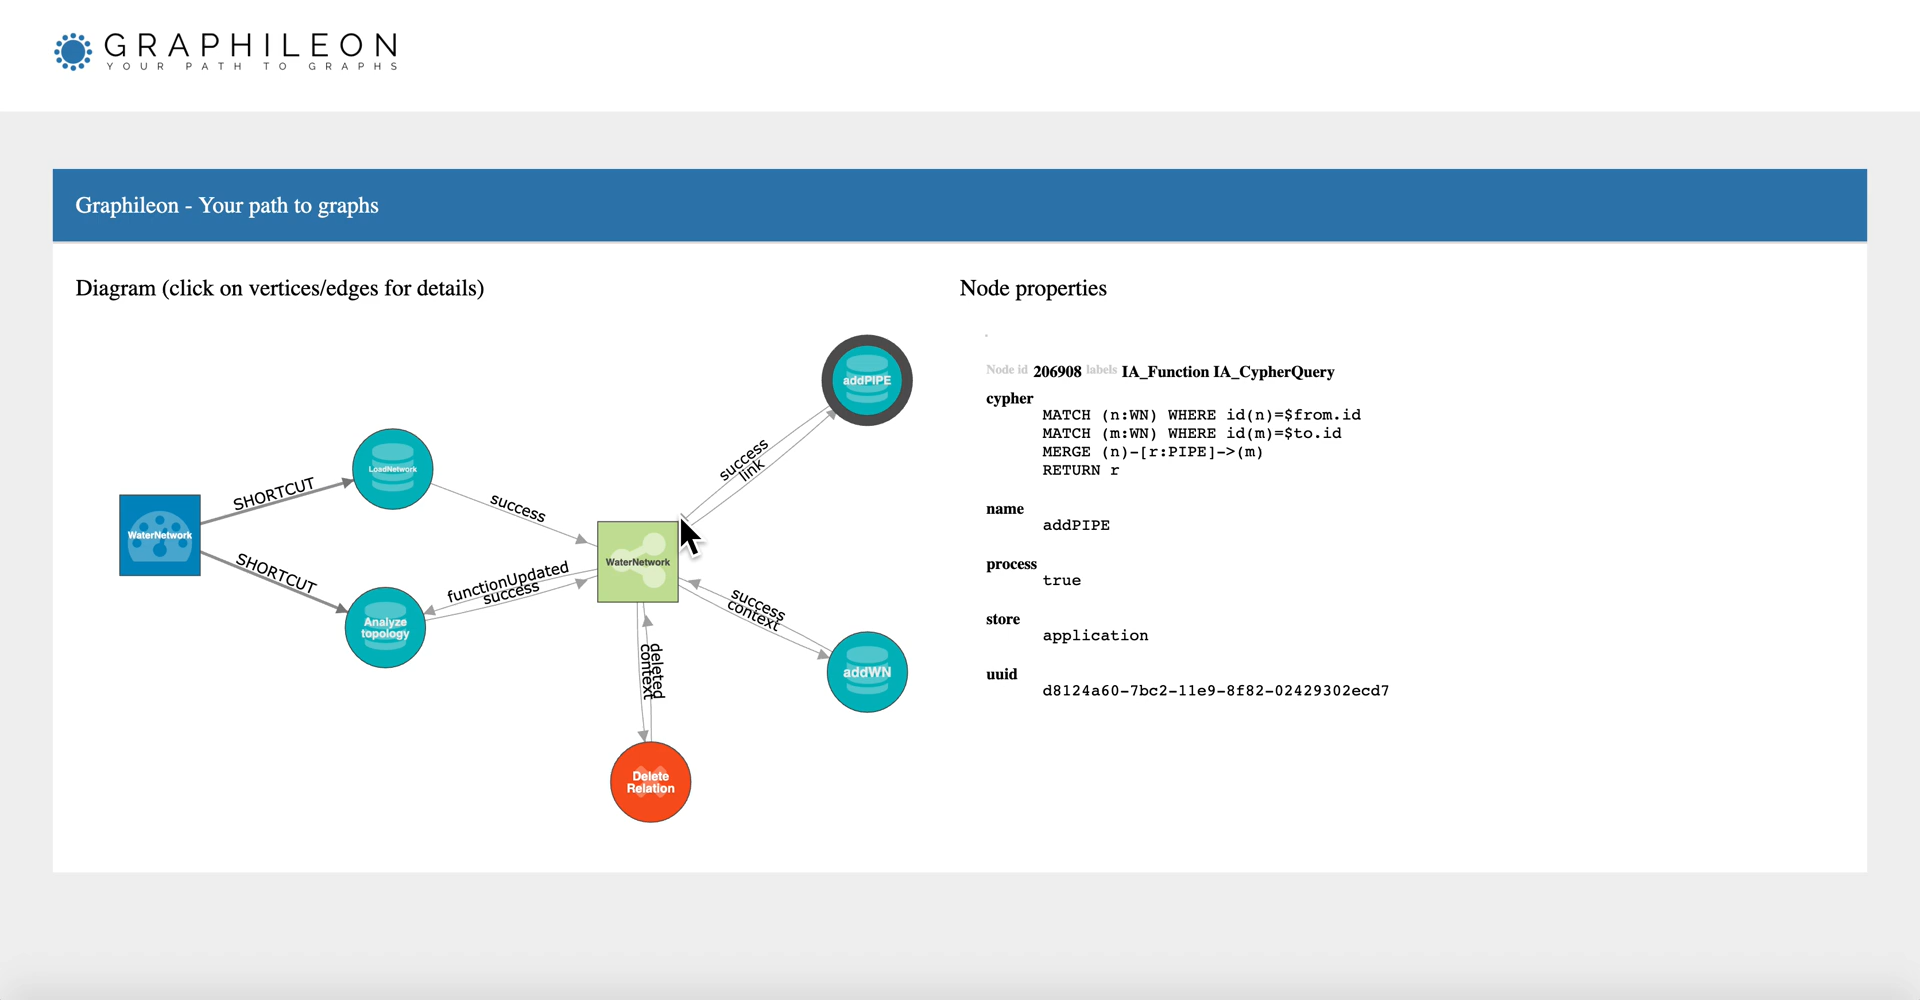 GRAPHILEON
YOUR PATH TO GRAPHS
Graphileon - Your path to graphs
Diagram (click on vertices/edges for details)
addPIPE
success
link
LoadNetwork
SHORTCUT
success
WaterNetwork
WaterNetwork
SHORTCUT
functionUpdated
success
Analyze
topology
success
context
addWN
deleted
context
Delete
Relation
Node properties
Node id 206908 labels IA_Function IA_CypherQuery
cypher
MATCH (n:WN) WHERE id(n)=$from.id
MATCH (m:WN) WHERE id(m)=$to.id
MERGE (n)-[r:PIPE]->(m)
RETURN r
name
addPIPE
process
true
store
application
uuid
d8124a60-7bc2-11e9-8f82-02429302ecd7